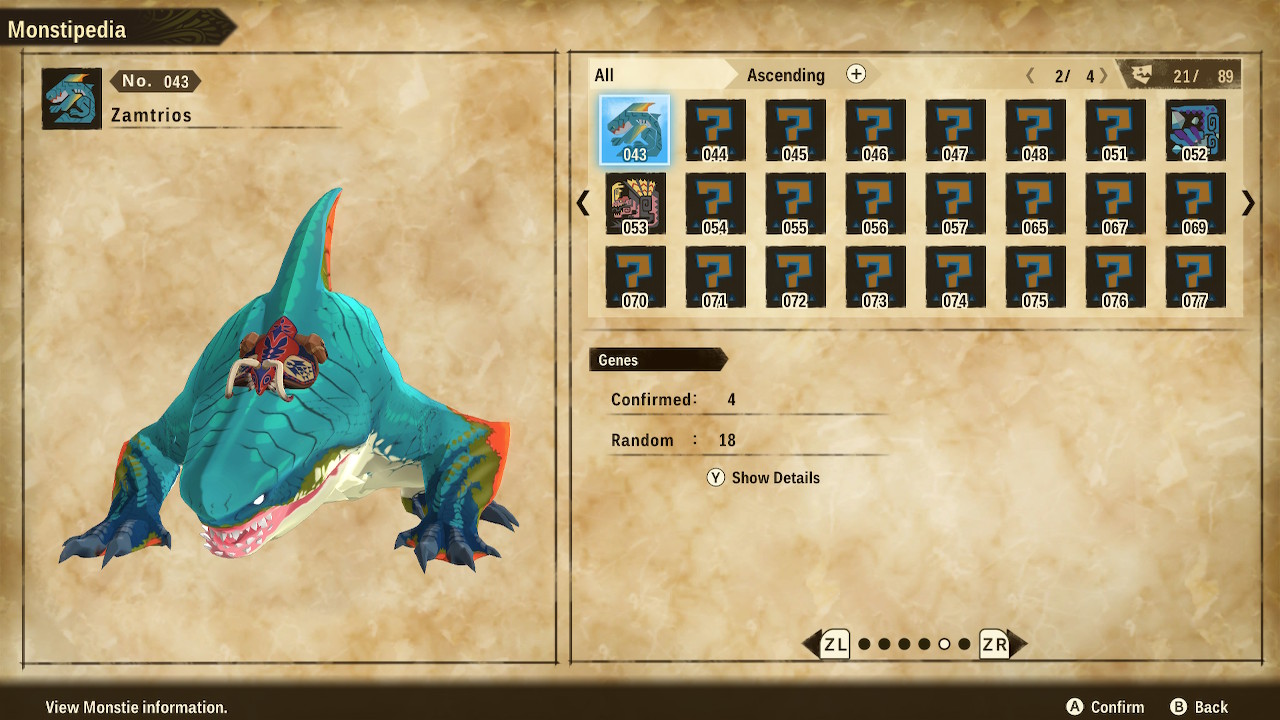 Monstipedia
No. 043
Zamtrios
All
Ascending +
2/ 4
21/ 89
043 044 045 046 047 048 051 052
053 054 055 056 057 065 067 069
070 071 072 073 074 075 076 077
Genes
Confirmed: 4
Random : 18
Y Show Details
ZL ZR
View Monstie information.
A Confirm B Back